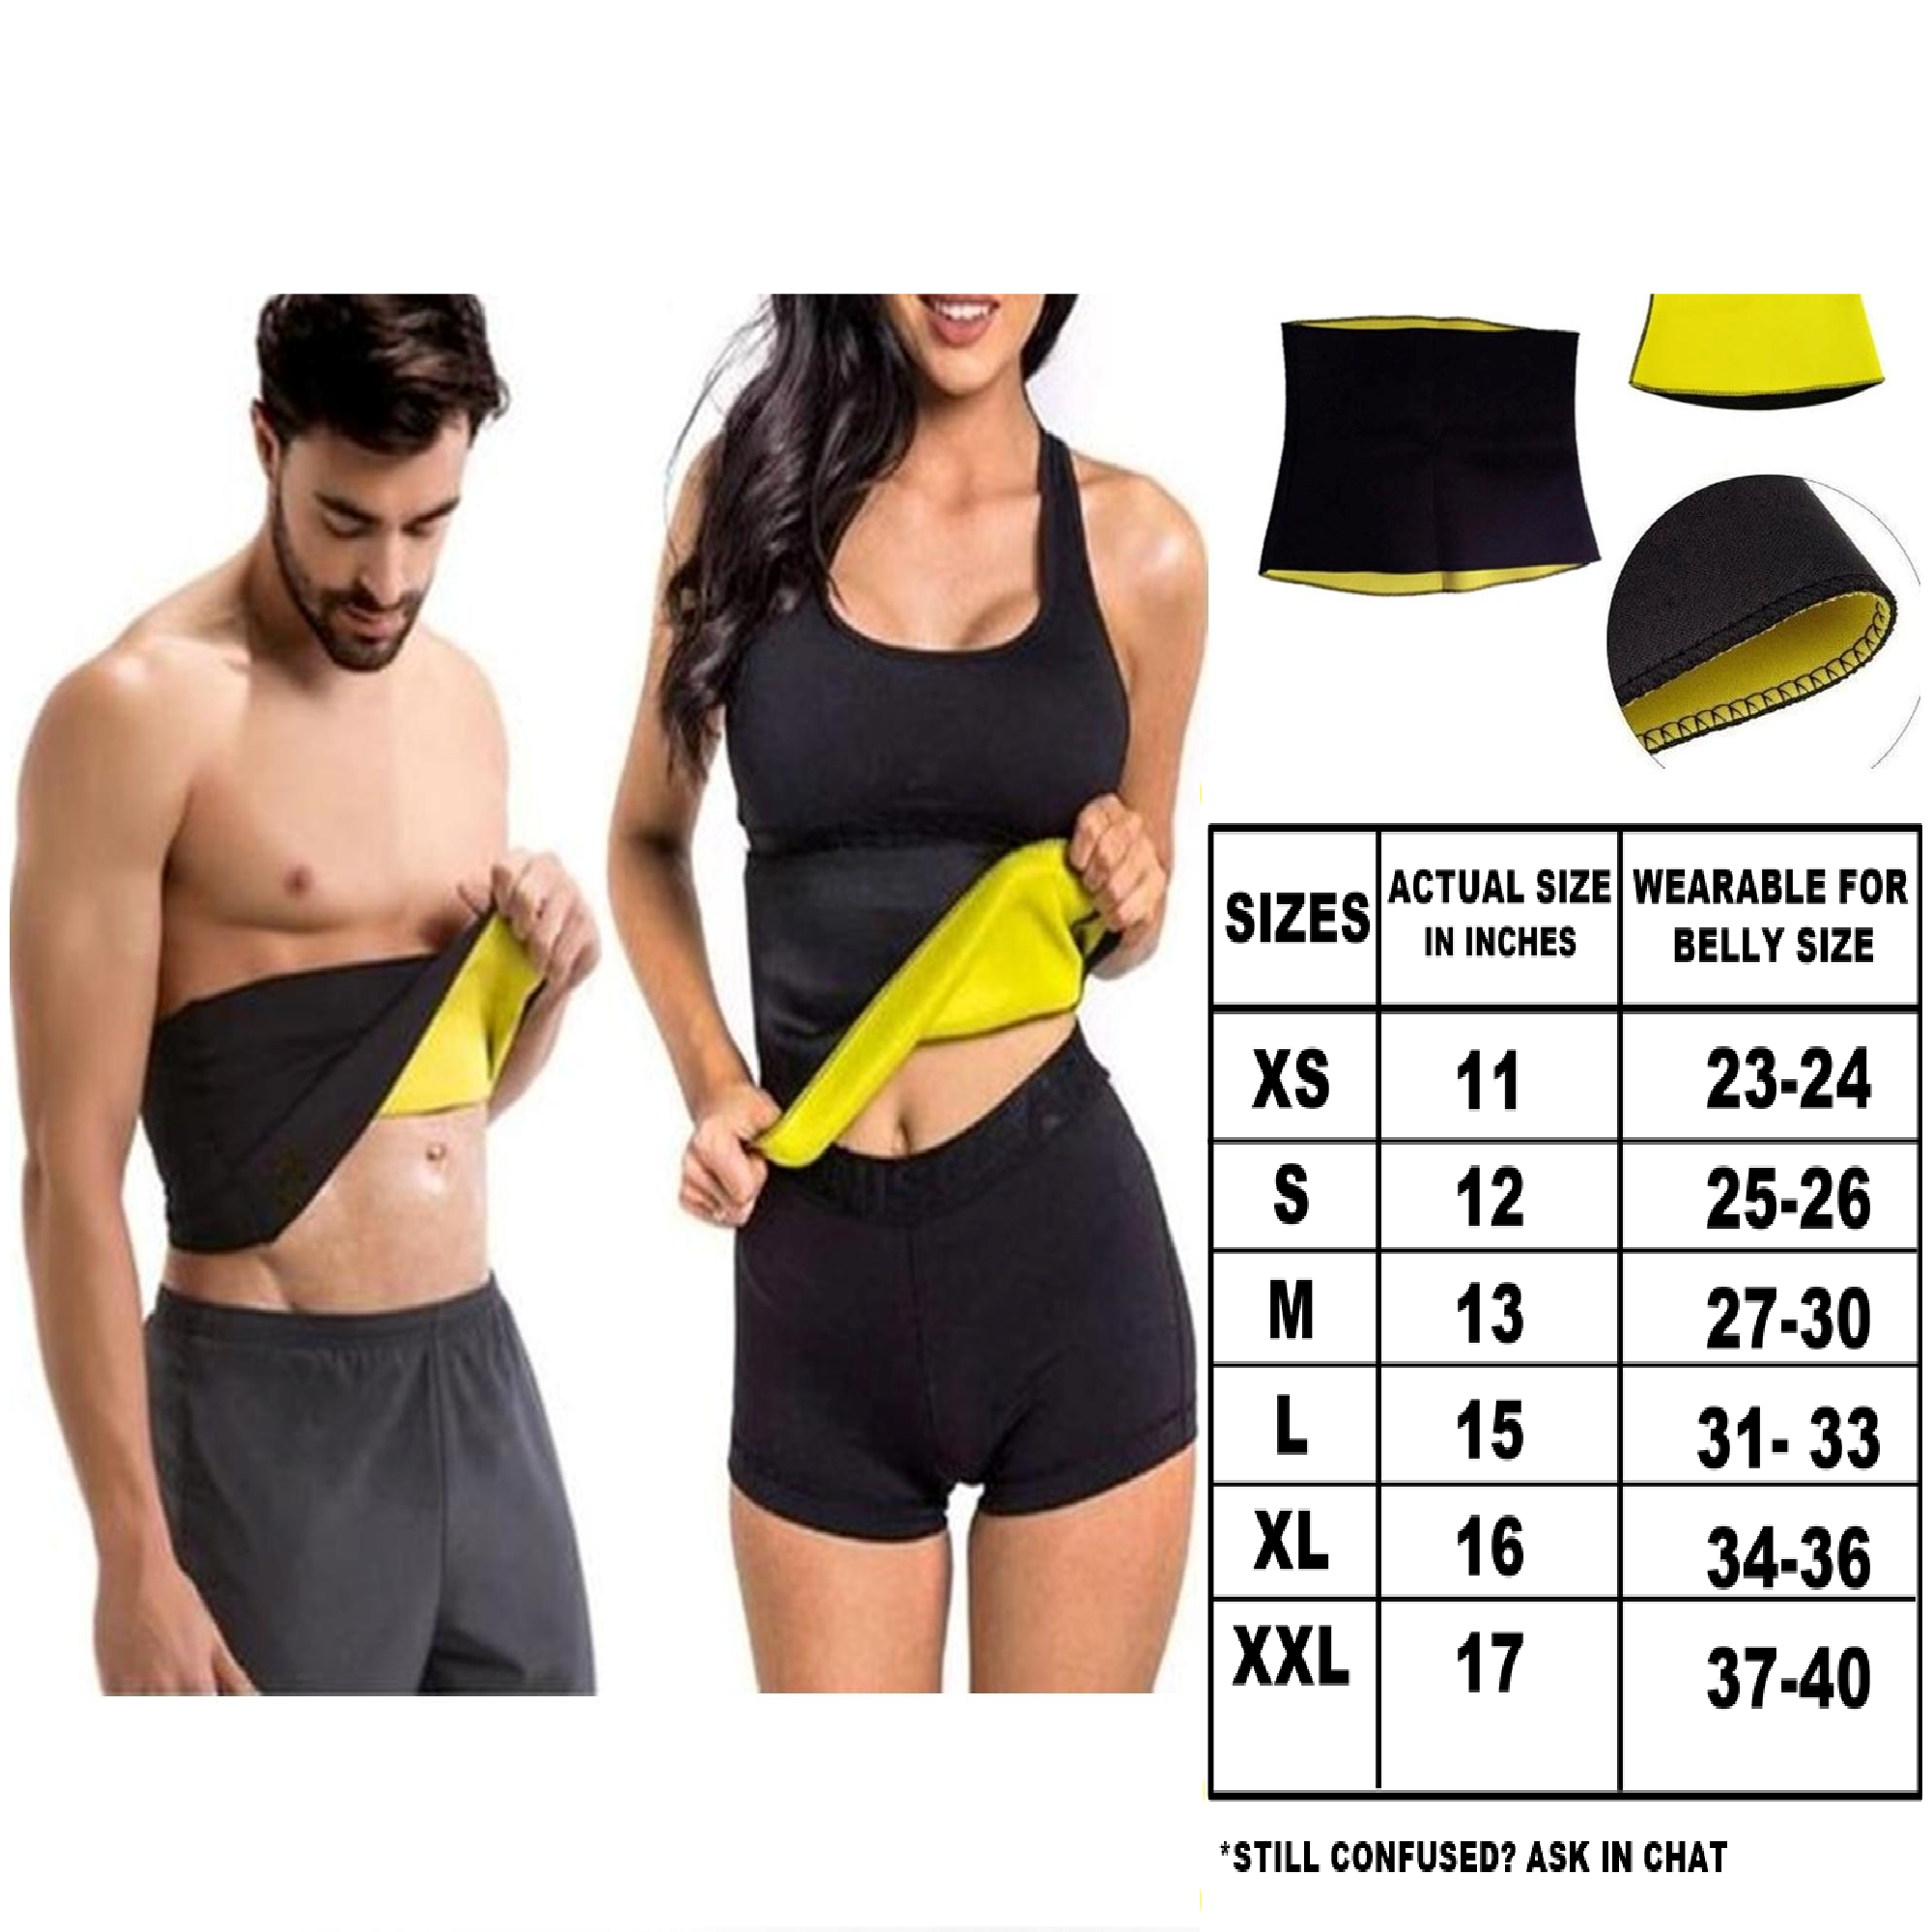 SIZES
ACTUAL SIZE
IN INCHES
WEARABLE FOR
BELLY SIZE
XS 11 23-24
S 12 25-26
M 13 27-30
L 15 31- 33
XL 16 34-36
XXL 17 37-40
*STILL CONFUSED? ASK IN CHAT